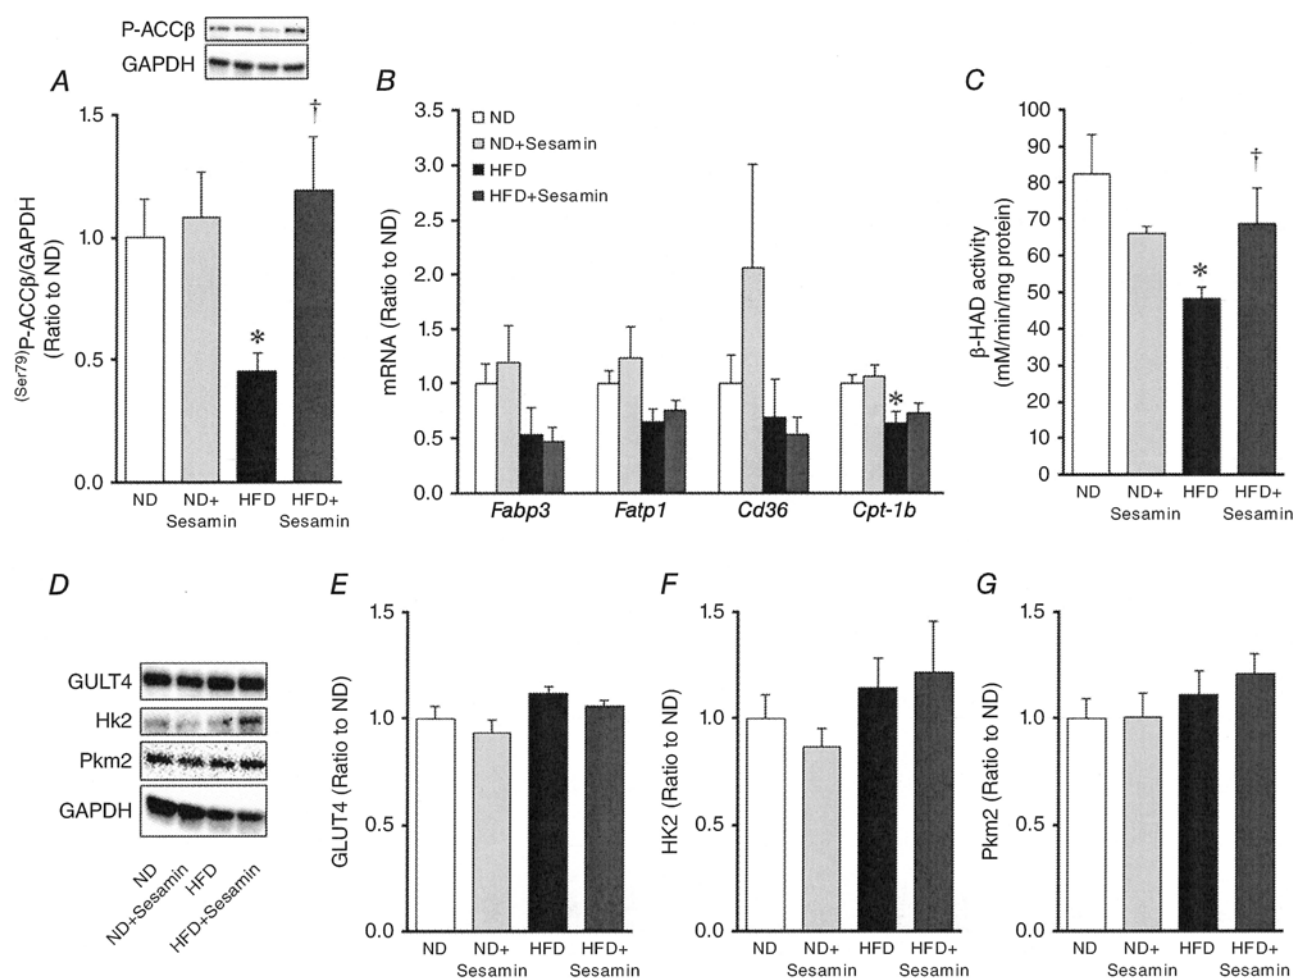 P-ACCβ
GAPDH
A
(Ser79)P-ACCβ/GAPDH
(Ratio to ND)
1.5
1.0
0.5
0.0
*
†
ND
ND+
Sesamin
HFD
HFD+
Sesamin
B
mRNA (Ratio to ND)
3.5
3.0
2.5
2.0
1.5
1.0
0.5
0.0
ND
ND+Sesamin
HFD
HFD+Sesamin
*
Fabp3
Fatp1
Cd36
Cpt-1b
C
β-HAD activity
(mM/min/mg protein)
100
90
80
70
60
50
40
30
20
10
0
*
†
ND
ND+
Sesamin
HFD
HFD+
Sesamin
D
GULT4
Hk2
Pkm2
GAPDH
ND
ND+Sesamin
HFD
HFD+Sesamin
E
GLUT4 (Ratio to ND)
1.5
1.0
0.5
0.0
ND
ND+
Sesamin
HFD
HFD+
Sesamin
F
HK2 (Ratio to ND)
1.5
1.0
0.5
0.0
ND
ND+
Sesamin
HFD
HFD+
Sesamin
G
Pkm2 (Ratio to ND)
1.5
1.0
0.5
0.0
ND
ND+
Sesamin
HFD
HFD+
Sesamin